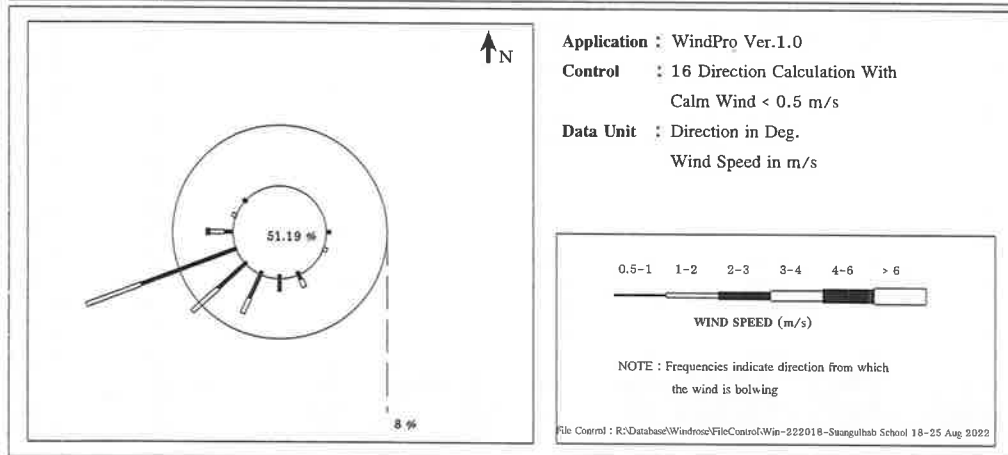 N
51.19 %
8 %
Application : WindPro Ver.1.0
Control : 16 Direction Calculation With
Calm Wind < 0.5 m/s
Data Unit : Direction in Deg.
Wind Speed in m/s
0.5-1 1-2 2-3 3-4 4-6 > 6
WIND SPEED (m/s)
NOTE : Frequencies indicate direction from which
the wind is bolwing
File Control : R:\Database\Windrose\FileControl\Win-222018-Suangulhab School 18-25 Aug 2022